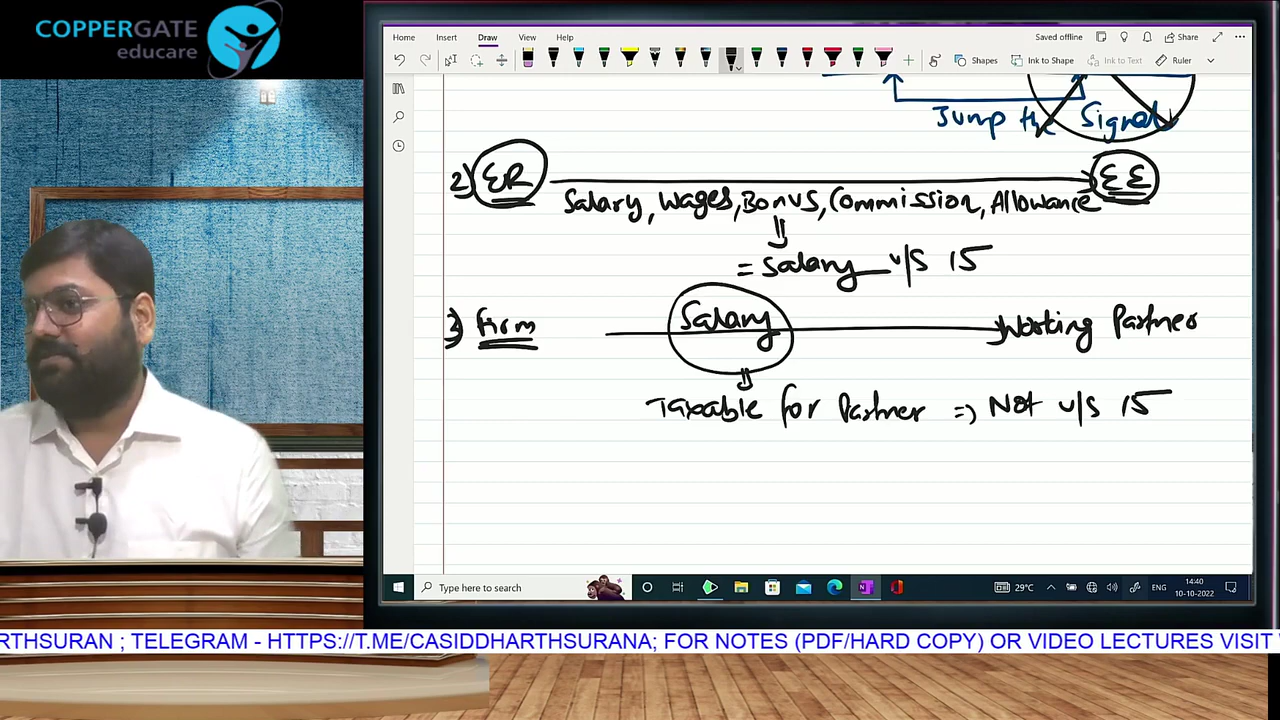 COPPERGATE
educare
Home Insert Draw View Help
Saved offline
Share
Shapes
Ink to Shape
Ink to Text
Ruler
Jump the Signal
2) ER EE
Salary, Wages, Bonus, Commission, Allowance
= Salary u/s 15
3) Firm Salary Working Partner
Taxable for Partner => Not u/s 15
Type here to search
29°C
ENG
14:40
10-10-2022
RTHSURAN ; TELEGRAM - HTTPS://T.ME/CASIDDHARTHSURANA; FOR NOTES (PDF/HARD COPY) OR VIDEO LECTURES VISIT